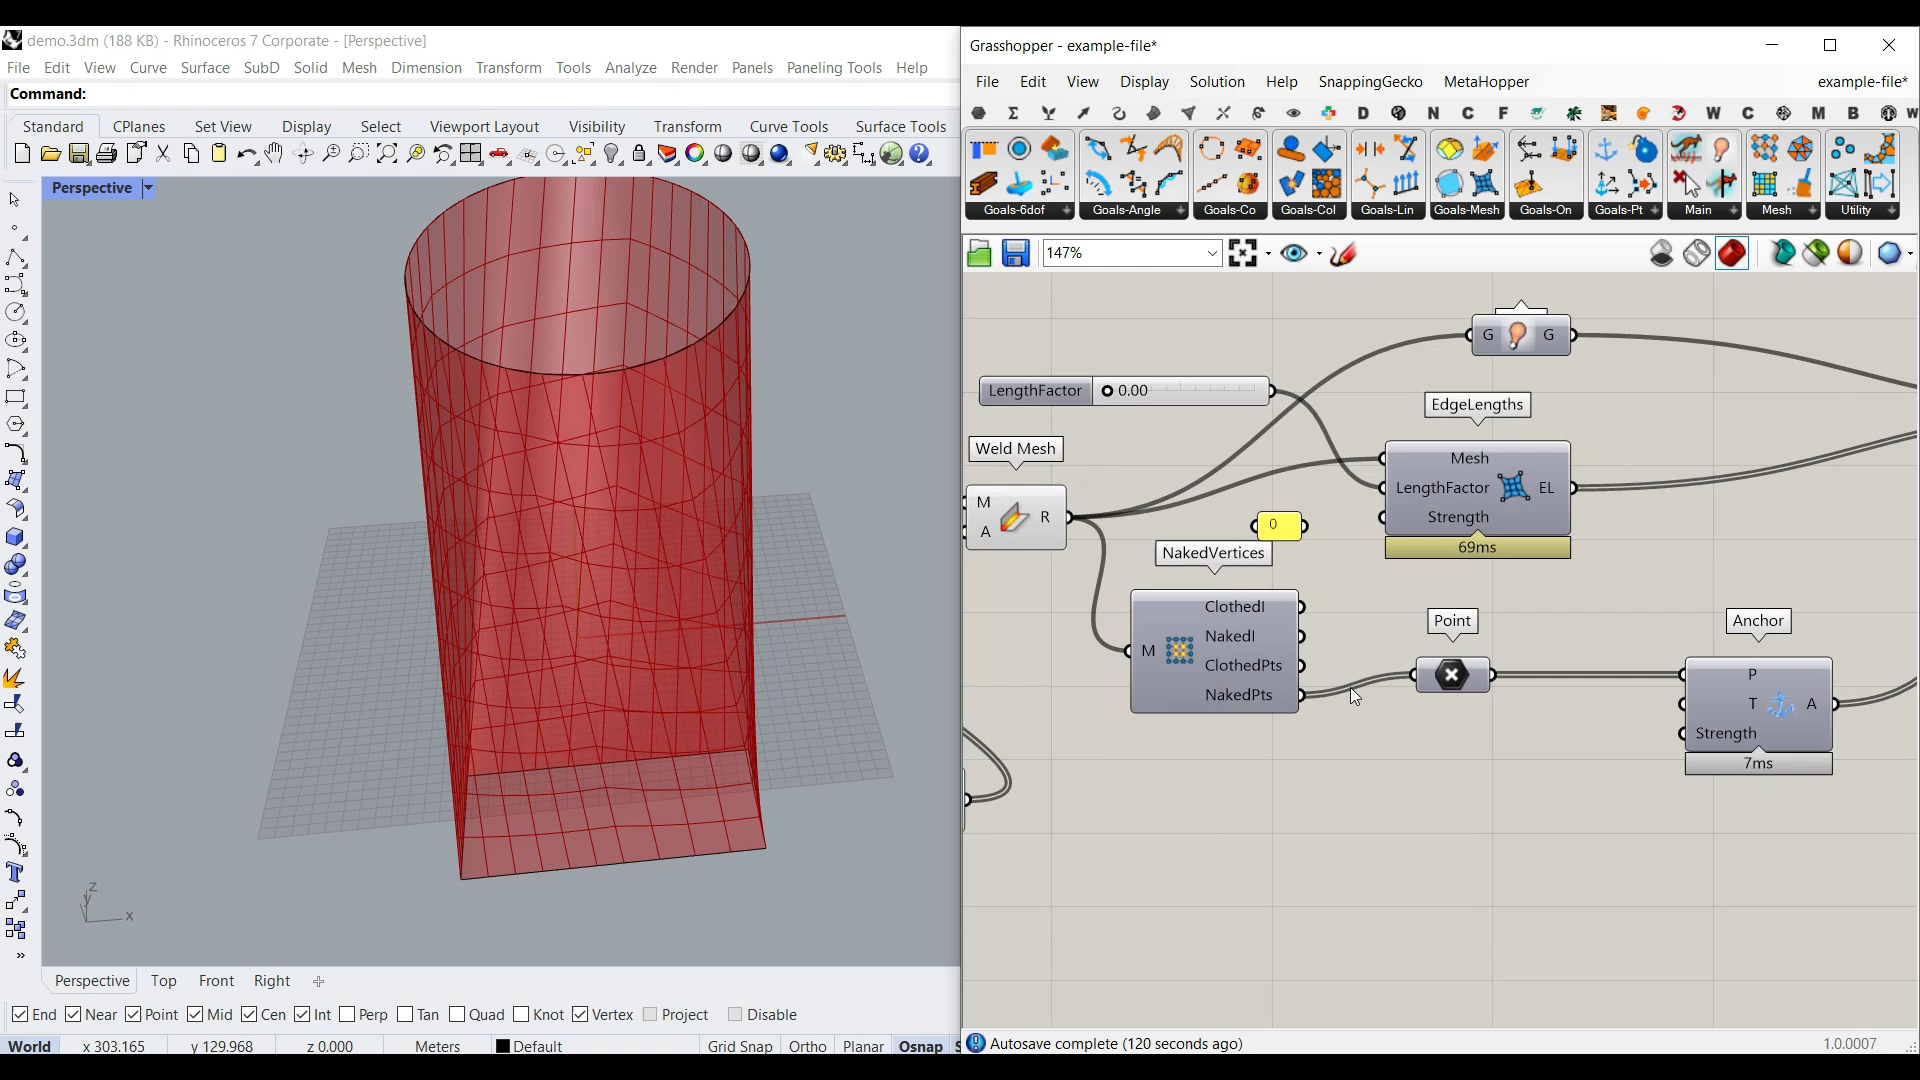 demo.3dm (188 KB) - Rhinoceros 7 Corporate - [Perspective]
File Edit View Curve Surface SubD Solid Mesh Dimension Transform Tools Analyze Render Panels Paneling Tools Help
Command:
Standard CPlanes Set View Display Select Viewport Layout Visibility Transform Curve Tools Surface Tools
Perspective
z
y
x
Perspective Top Front Right
End Near Point Mid Cen Int Perp Tan Quad Knot Vertex Project Disable
World x 303.165 y 129.968 z 0.000 Meters Default Grid Snap Ortho Planar Osnap S
Grasshopper - example-file*
File Edit View Display Solution Help SnappingGecko MetaHopper example-file*
D N C F W C M B W
Goals-6dof Goals-Angle Goals-Co Goals-Col Goals-Lin Goals-Mesh Goals-On Goals-Pt Main Mesh Utility
147%
G G
LengthFactor 0.00
EdgeLengths
Weld Mesh
Mesh
LengthFactor EL
Strength
69ms
M
A
R
0
NakedVertices
ClothedI
NakedI
M
ClothedPts
NakedPts
Point
Anchor
P
T
A
Strength
7ms
Autosave complete (120 seconds ago)
1.0.0007